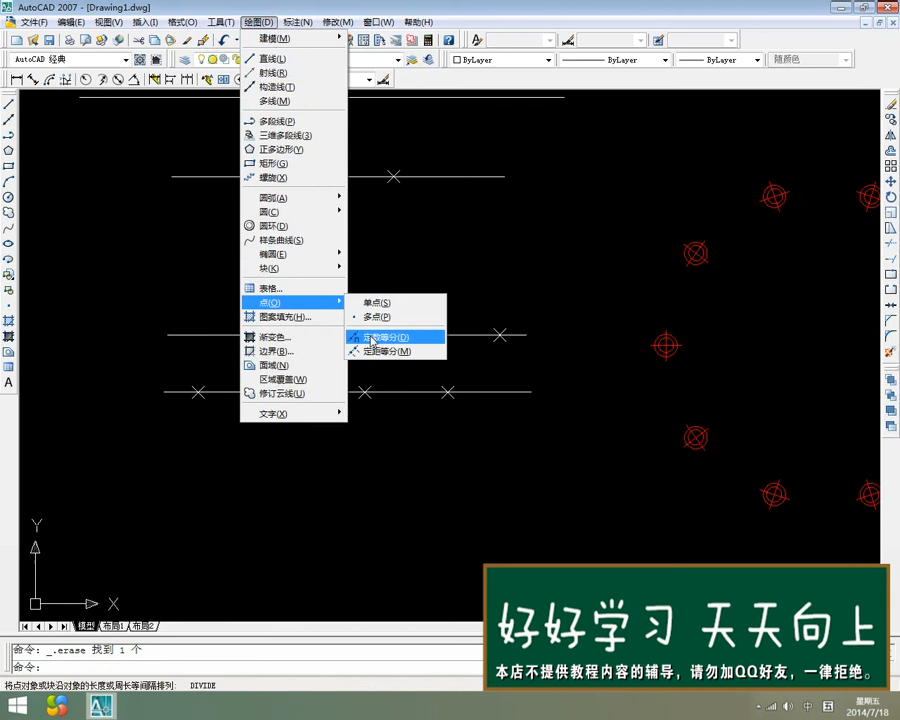 AutoCAD 2007 - [Drawing1.dwg]
文件(F) 编辑(E) 视图(V) 插入(I) 格式(O) 工具(T) 绘图(D) 标注(N) 修改(M) 窗口(W) 帮助(H)
AutoCAD 经典
ByLayer ByLayer ByLayer 随颜色
建模(M)
直线(L)
射线(R)
构造线(T)
多线(M)
多段线(P)
三维多段线(3)
正多边形(Y)
矩形(G)
螺旋(X)
圆弧(A)
圆(C)
圆环(D)
样条曲线(S)
椭圆(E)
块(K)
表格...
点(O)
图案填充(H)...
渐变色...
边界(B)...
面域(N)
区域覆盖(W)
修订云线(U)
文字(X)
单点(S)
多点(P)
定数等分(D)
定距等分(M)
A
Y
X
模型 布局1 布局2
命令: _.erase 找到 1 个
命令:
将点对象或块沿对象的长度或周长等间隔排列: DIVIDE
好好学习 天天向上
本店不提供教程内容的辅导，请勿加QQ好友，一律拒绝。
中
星期五
2014/7/18